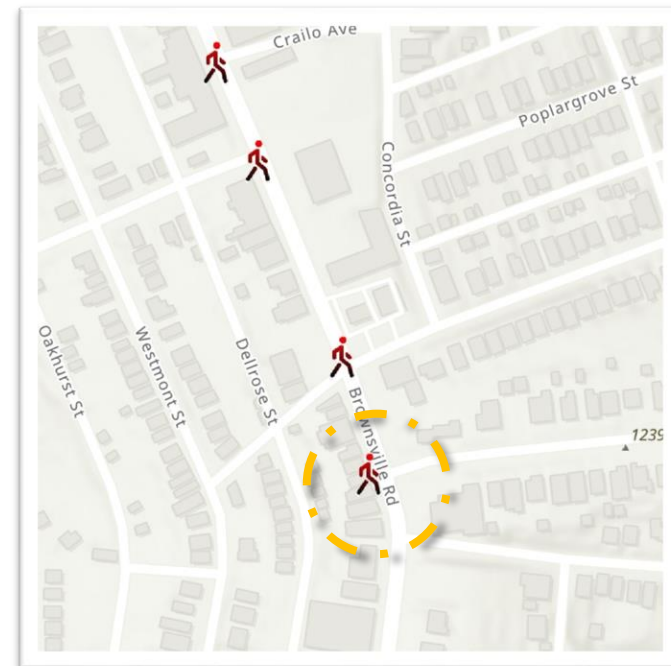 Crailo Ave
Poplargrove St
Concordia St
Oakhurst St
Westmont St
Dellrose St
Brownsville Rd
1239